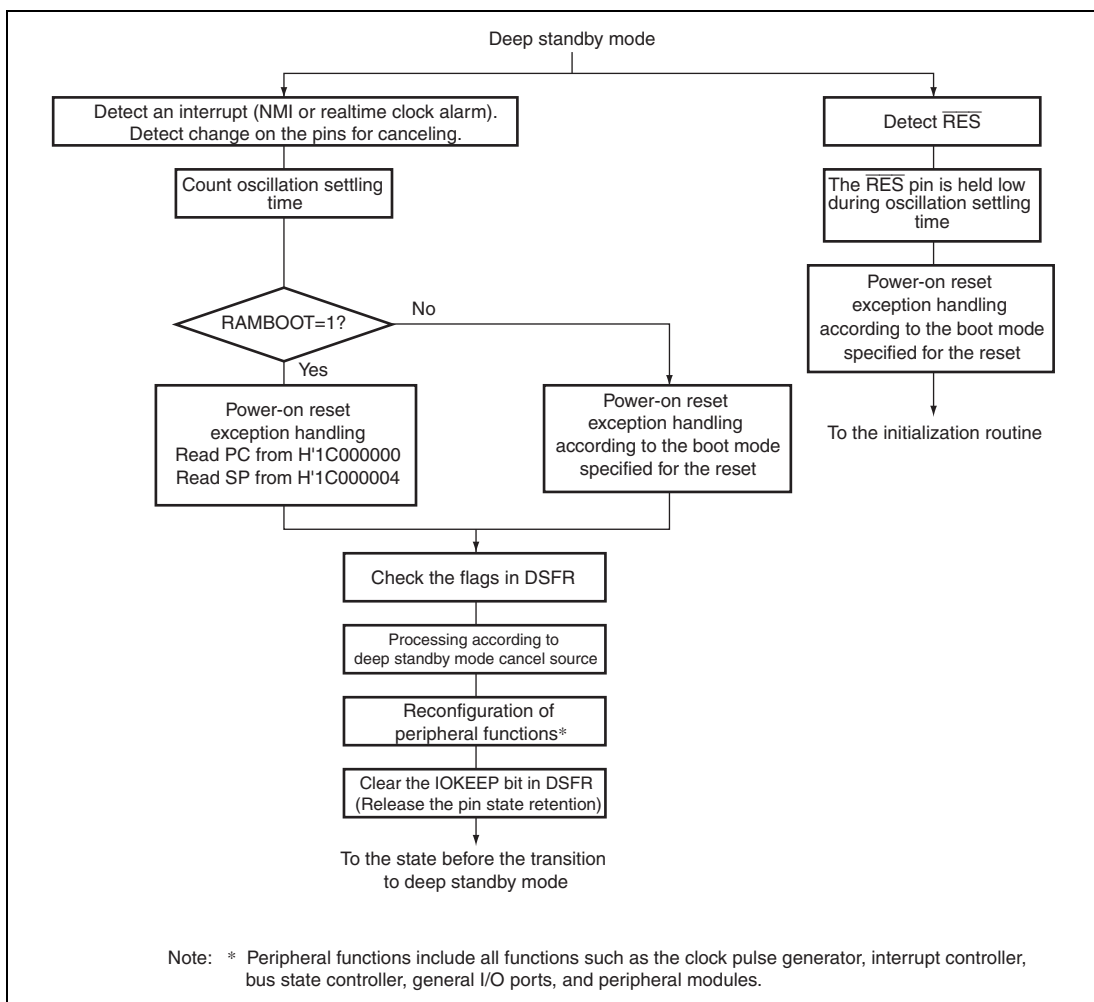 Deep standby mode
Detect an interrupt (NMI or realtime clock alarm).
Detect change on the pins for canceling.
Count oscillation settling
time
RAMBOOT=1?
No
Yes
Power-on reset
exception handling
Read PC from H'1C000000
Read SP from H'1C000004
Power-on reset
exception handling
according to the boot mode
specified for the reset
Detect RES
The RES pin is held low
during oscillation settling
time
Power-on reset
exception handling
according to the boot mode
specified for the reset
To the initialization routine
Check the flags in DSFR
Processing according to
deep standby mode cancel source
Reconfiguration of
peripheral functions*
Clear the IOKEEP bit in DSFR
(Release the pin state retention)
To the state before the transition
to deep standby mode
Note: * Peripheral functions include all functions such as the clock pulse generator, interrupt controller,
bus state controller, general I/O ports, and peripheral modules.